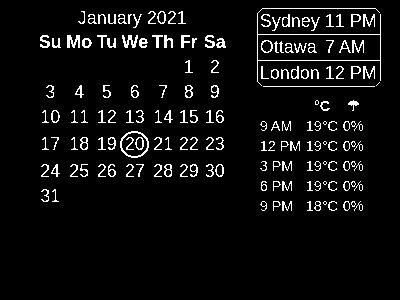 January 2021
Su Mo Tu We Th Fr Sa
1 2
3 4 5 6 7 8 9
10 11 12 13 14 15 16
17 18 19 20 21 22 23
24 25 26 27 28 29 30
31
Sydney 11 PM
Ottawa 7 AM
London 12 PM
°C
9 AM 19°C 0%
12 PM 19°C 0%
3 PM 19°C 0%
6 PM 19°C 0%
9 PM 18°C 0%